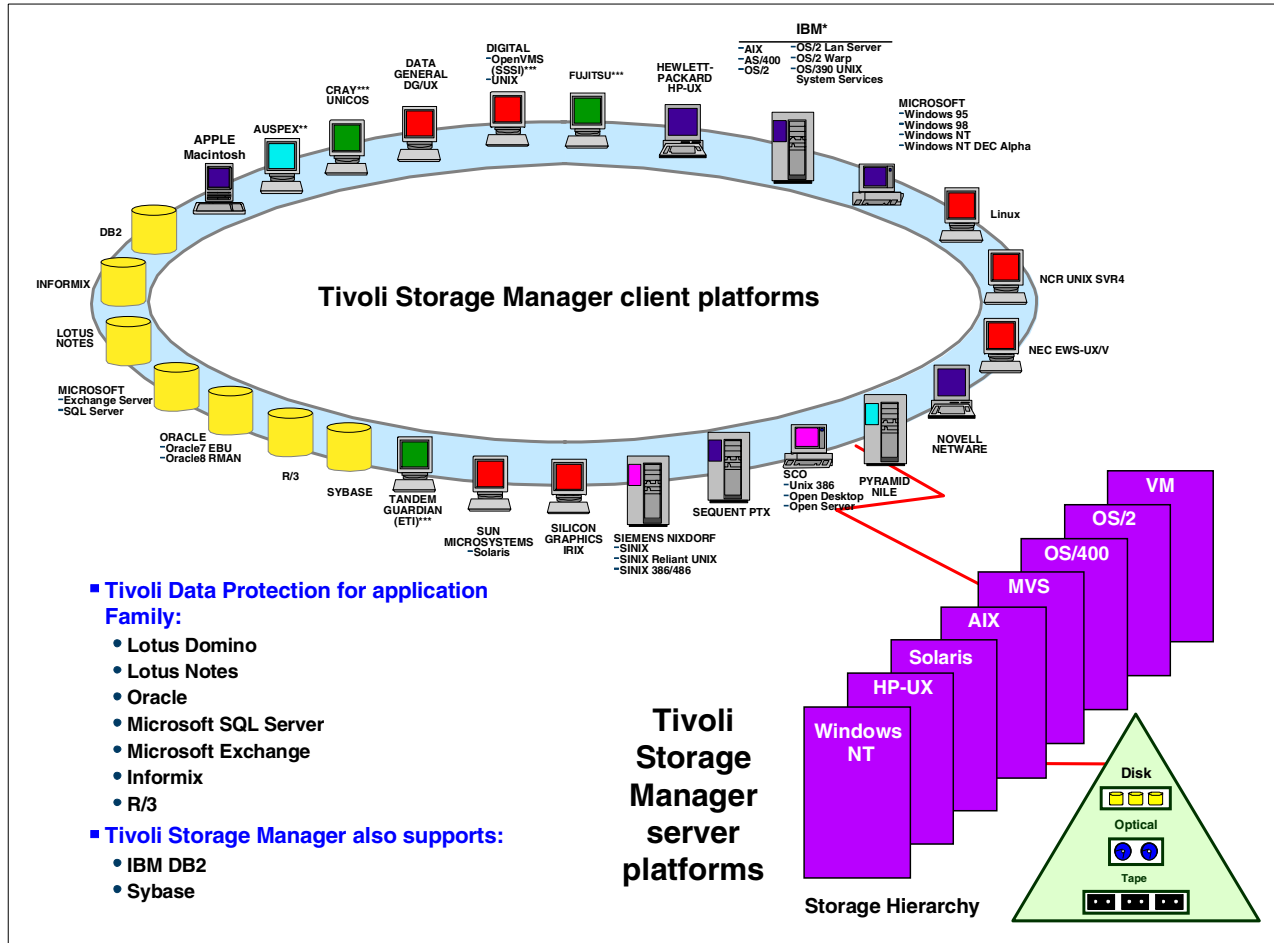 IBM*
-AIX
-AS/400
-OS/2
-OS/2 Lan Server
-OS/2 Warp
-OS/390 UNIX
System Services
DIGITAL
-OpenVMS
(SSSI)***
-UNIX
DATA
GENERAL
DG/UX
FUJITSU***
HEWLETT-
PACKARD
HP-UX
CRAY***
UNICOS
MICROSOFT
-Windows 95
-Windows 98
-Windows NT
-Windows NT DEC Alpha
AUSPEX**
APPLE
Macintosh
Linux
DB2
NCR UNIX SVR4
INFORMIX
Tivoli Storage Manager client platforms
LOTUS
NOTES
NEC EWS-UX/V
MICROSOFT
-Exchange Server
-SQL Server
NOVELL
NETWARE
ORACLE
-Oracle7 EBU
-Oracle8 RMAN
R/3
SYBASE
TANDEM
GUARDIAN
(ETI)***
SUN
MICROSYSTEMS
-Solaris
SILICON
GRAPHICS
IRIX
SIEMENS NIXDORF
-SINIX
-SINIX Reliant UNIX
-SINIX 386/486
SEQUENT PTX
SCO
-Unix 386
-Open Desktop
-Open Server
PYRAMID
NILE
VM
OS/2
OS/400
MVS
AIX
Solaris
HP-UX
Windows
NT
Tivoli Data Protection for application
Family:
Lotus Domino
Lotus Notes
Oracle
Microsoft SQL Server
Microsoft Exchange
Informix
R/3
Tivoli Storage Manager also supports:
IBM DB2
Sybase
Tivoli
Storage
Manager
server
platforms
Disk
Optical
Tape
Storage Hierarchy